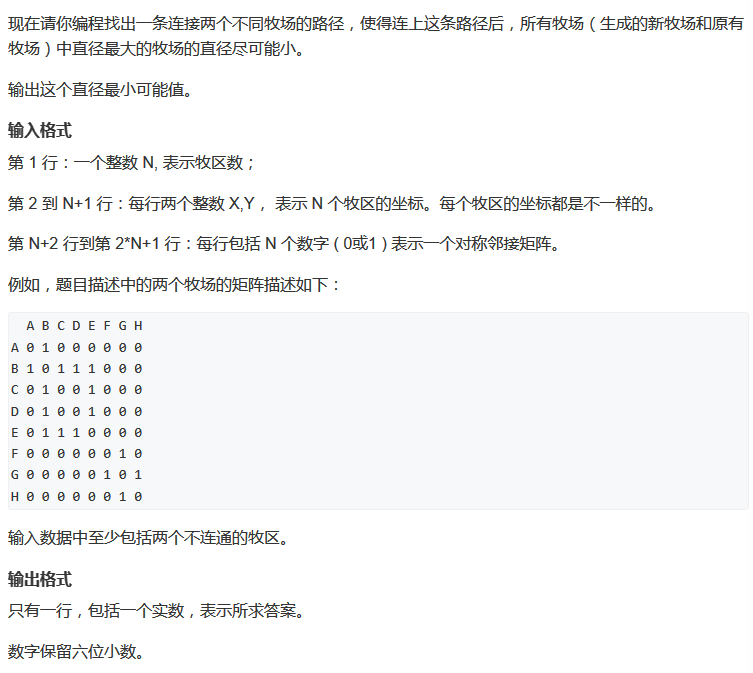 现在请你编程找出一条连接两个不同牧场的路径，使得连上这条路径后，所有牧场（生成的新牧场和原有
牧场）中直径最大的牧场的直径尽可能小。
输出这个直径最小可能值。
输入格式
第 1 行：一个整数 N, 表示牧区数；
第 2 到 N+1 行：每行两个整数 X,Y， 表示 N 个牧区的坐标。每个牧区的坐标都是不一样的。
第 N+2 行到第 2*N+1 行：每行包括 N 个数字 ( 0或1 ) 表示一个对称邻接矩阵。
例如，题目描述中的两个牧场的矩阵描述如下：
A B C D E F G H
A 0 1 0 0 0 0 0 0
B 1 0 1 1 1 0 0 0
C 0 1 0 0 1 0 0 0
D 0 1 0 0 1 0 0 0
E 0 1 1 1 0 0 0 0
F 0 0 0 0 0 0 1 0
G 0 0 0 0 0 1 0 1
H 0 0 0 0 0 0 1 0
输入数据中至少包括两个不连通的牧区。
输出格式
只有一行，包括一个实数，表示所求答案。
数字保留六位小数。